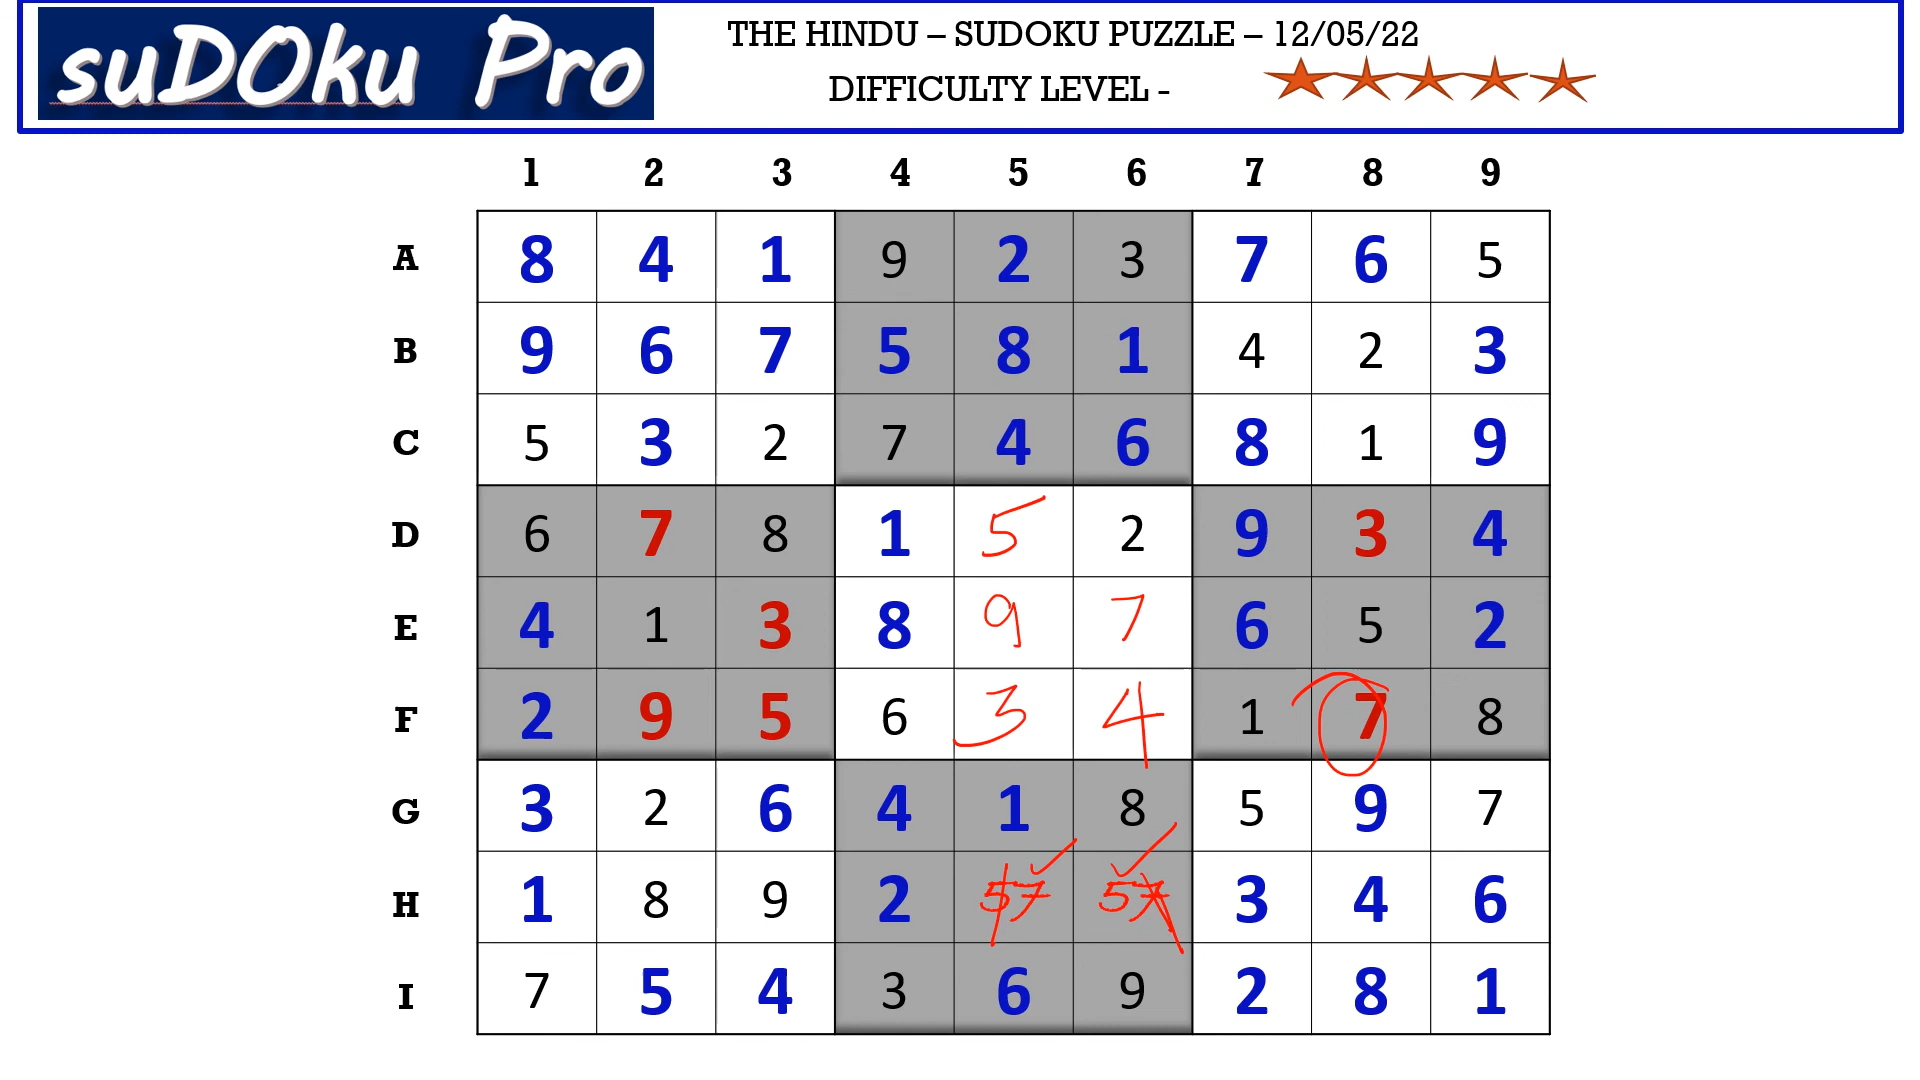 suDOku Pro
THE HINDU – SUDOKU PUZZLE – 12/05/22
DIFFICULTY LEVEL -
1 2 3 4 5 6 7 8 9
A 8 4 1 9 2 3 7 6 5
B 9 6 7 5 8 1 4 2 3
C 5 3 2 7 4 6 8 1 9
D 6 7 8 1 5 2 9 3 4
E 4 1 3 8 9 7 6 5 2
F 2 9 5 6 3 4 1 7 8
G 3 2 6 4 1 8 5 9 7
H 1 8 9 2 57 57 3 4 6
I 7 5 4 3 6 9 2 8 1